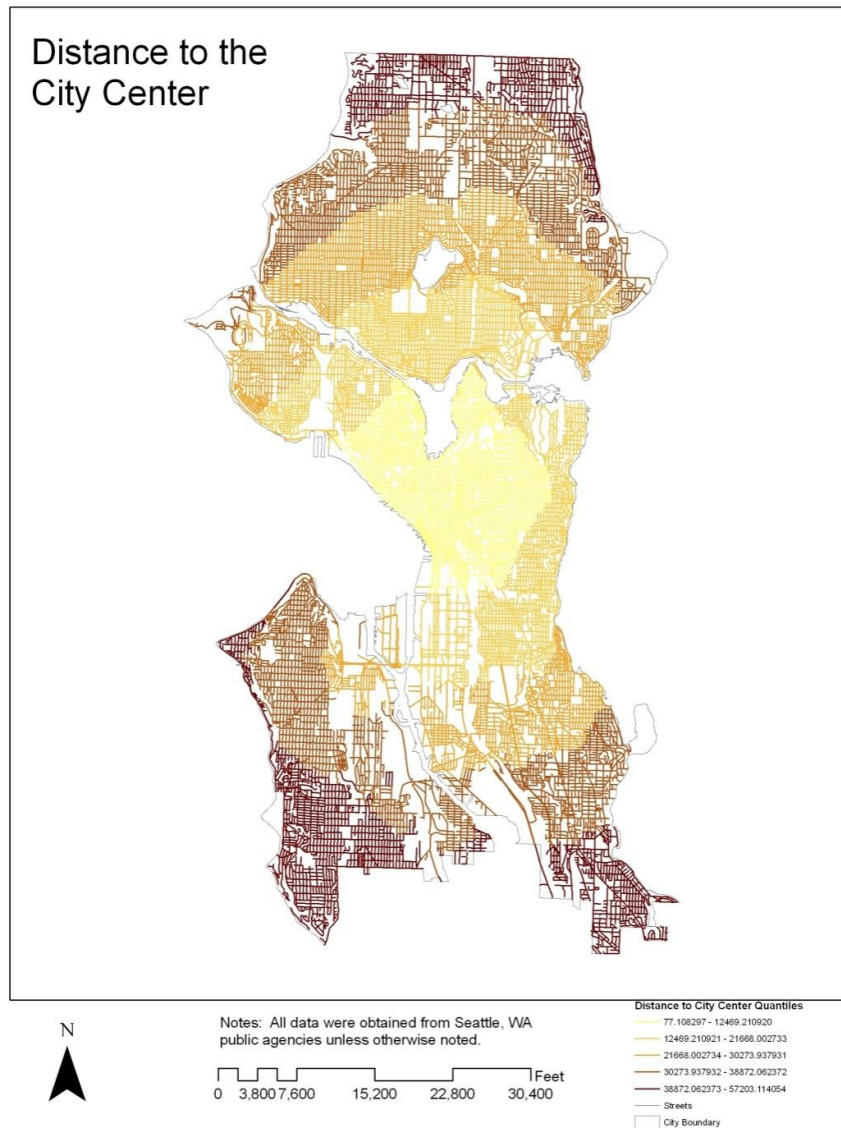 Distance to the
City Center
N
Notes: All data were obtained from Seattle, WA
public agencies unless otherwise noted.
Feet
0 3,800 7,600 15,200 22,800 30,400
Distance to City Center Quantiles
77.108297 - 12469.210920
12469.210921 - 21668.002733
21668.002734 - 30273.937931
30273.937932 - 38872.062372
38872.062373 - 57203.114054
Streets
City Boundary